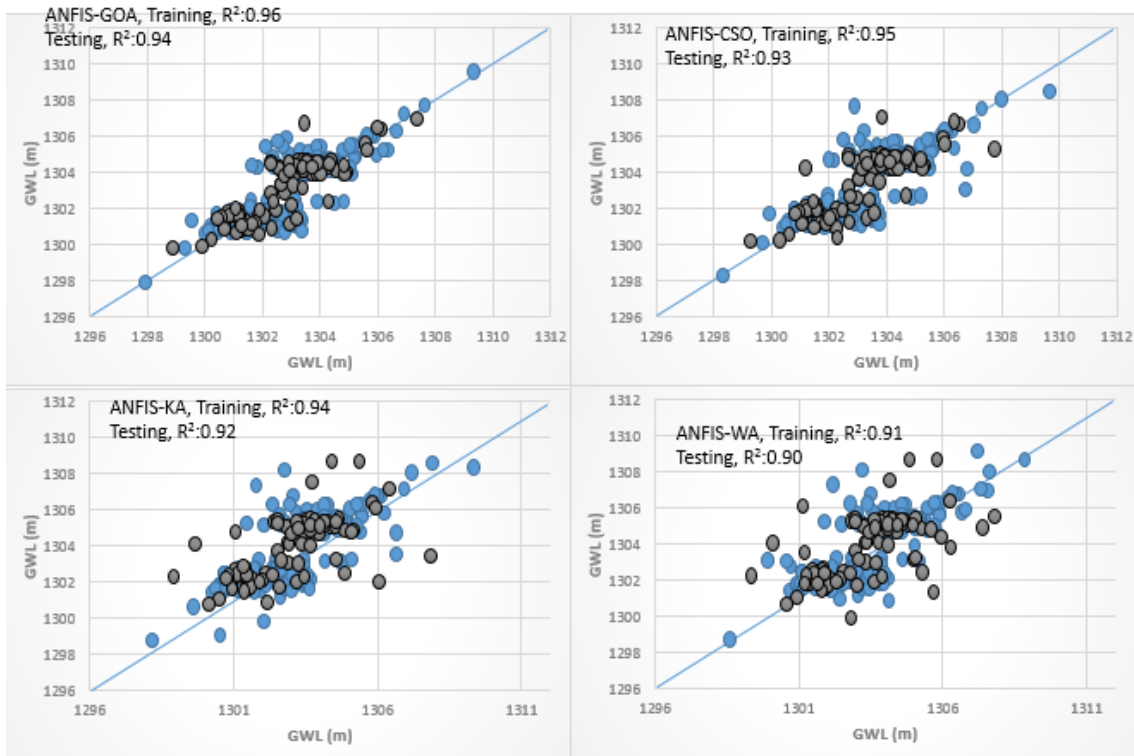 ANFIS-GOA, Training, R²:0.96
Testing, R²:0.94
1312
1310
1308
1306
1304
1302
1300
1298
1296
GWL (m)
1296 1298 1300 1302 1304 1306 1308 1310 1312
GWL (m)
ANFIS-CSO, Training, R²:0.95
Testing, R²:0.93
1312
1310
1308
1306
1304
1302
1300
1298
1296
GWL (m)
1296 1298 1300 1302 1304 1306 1308 1310 1312
GWL (m)
ANFIS-KA, Training, R²:0.94
Testing, R²:0.92
1312
1310
1308
1306
1304
1302
1300
1298
1296
GWL (m)
1296 1301 1306 1311
GWL (m)
ANFIS-WA, Training, R²:0.91
Testing, R²:0.90
1312
1310
1308
1306
1304
1302
1300
1298
1296
GWL (m)
1296 1301 1306 1311
GWL (m)